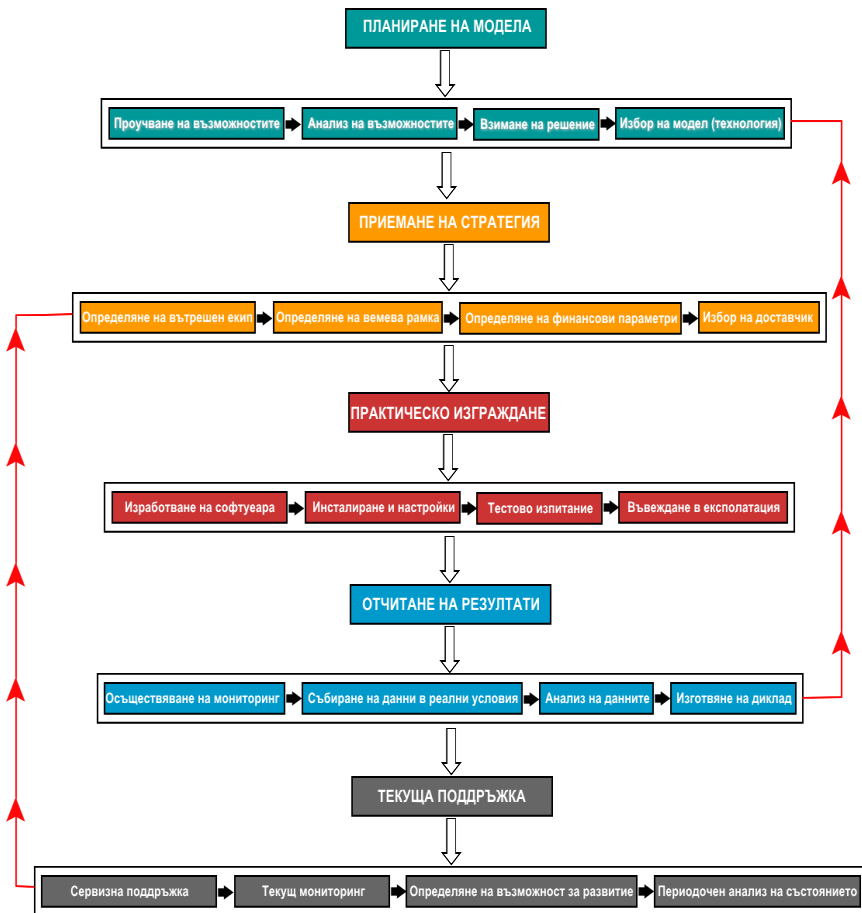 ПЛАНИРАНЕ НА МОДЕЛА
Проучване на възможностите
Анализ на възможностите
Взимане на решение
Избор на модел (технология)
ПРИЕМАНЕ НА СТРАТЕГИЯ
Определяне на вътрешен екип
Определяне на вемева рамка
Определяне на финансови параметри
Избор на доставчик
ПРАКТИЧЕСКО ИЗГРАЖДАНЕ
Изработване на софтуеара
Инсталиране и настройки
Тестово изпитание
Въвеждане в експолатация
ОТЧИТАНЕ НА РЕЗУЛТАТИ
Осъществяване на мониторинг
Събиране на данни в реални условия
Анализ на данните
Изготвяне на диклад
ТЕКУЩА ПОДДРЪЖКА
Сервизна поддръжка
Текущ мониторинг
Определяне на възможност за развитие
Периодочен анализ на състоянието